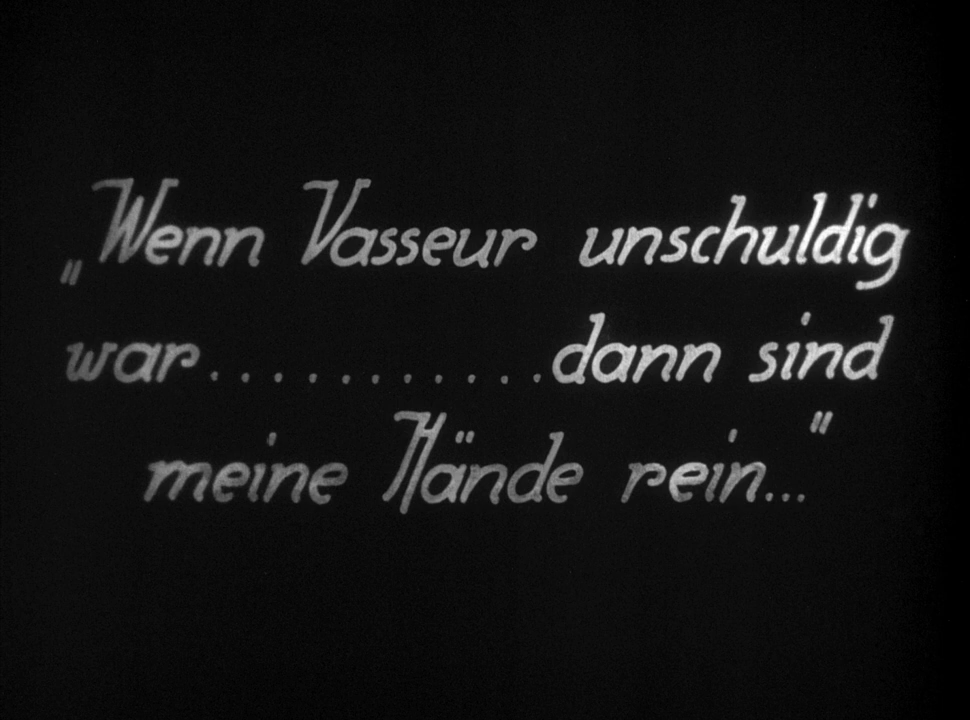 „Wenn Vasseur unschuldig
war............dann sind
meine Hände rein..."